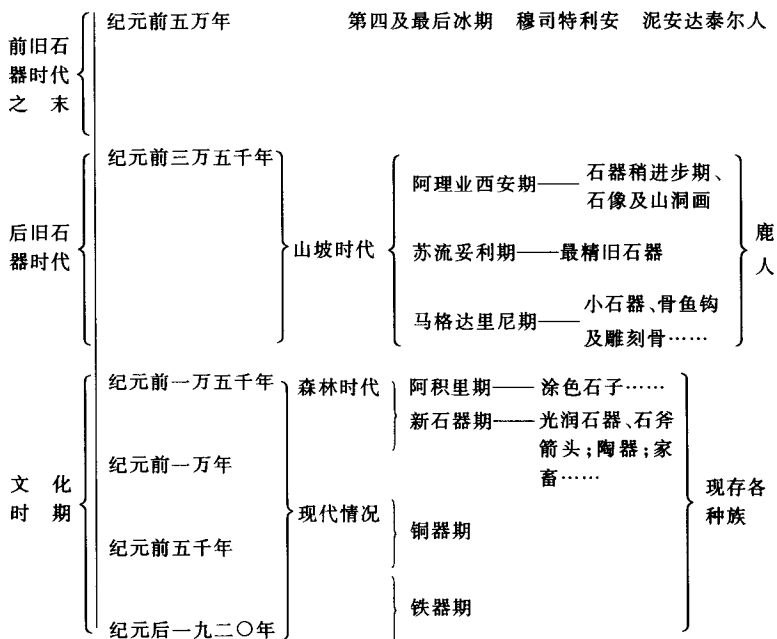 纪元前五万年 第四及最后冰期 穆司特利安 泥安达泰尔人
前旧石
器时代
之末
纪元前三万五千年
后旧石
器时代
山坡时代
阿理业西安期——石器稍进步期、
石像及山洞画
苏流妥利期——最精旧石器
马格达里尼期——小石器、骨鱼钩
及雕刻骨……
鹿
人
纪元前一万五千年
森林时代
阿积里期——涂色石子……
新石器期——光润石器、石斧
箭头；陶器；家
畜……
纪元前一万年
文化
时期
现代情况
铜器期
现存各
种族
纪元前五千年
铁器期
纪元后一九二〇年